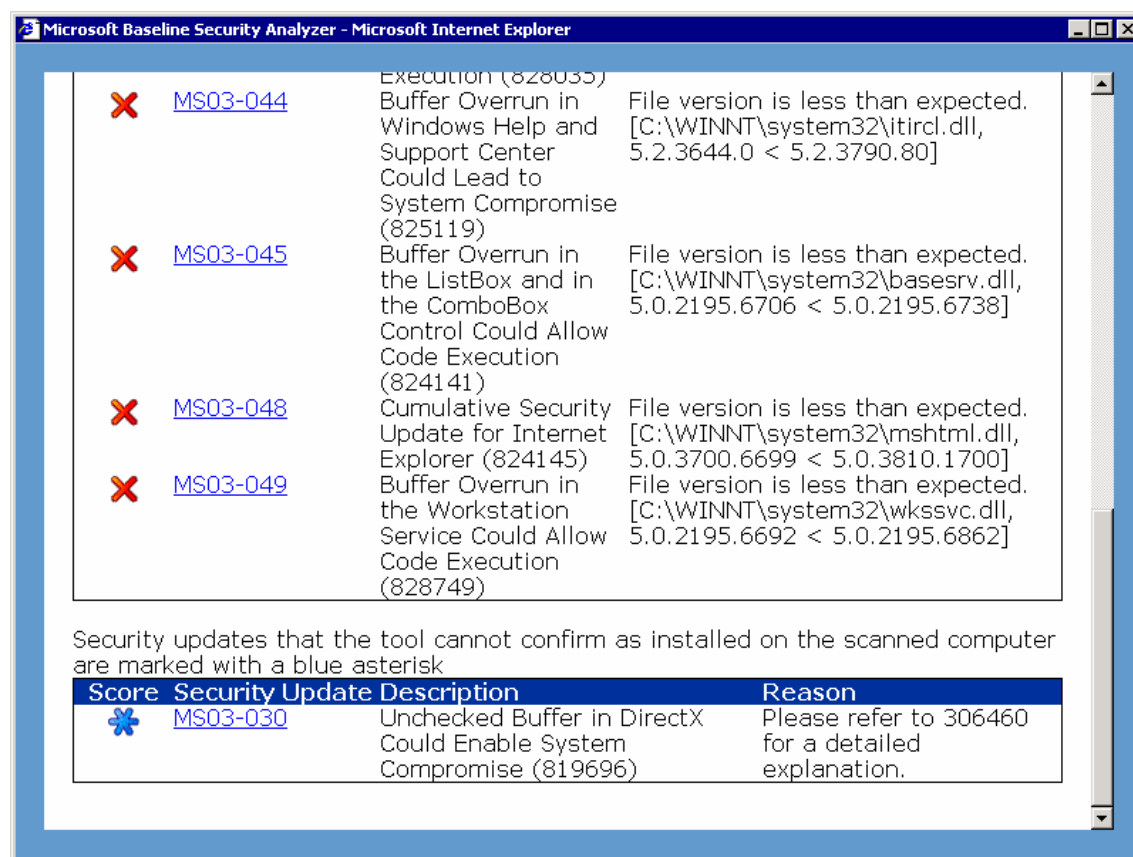 Microsoft Baseline Security Analyzer - Microsoft Internet Explorer
Execution (828035)
MS03-044 Buffer Overrun in File version is less than expected.
Windows Help and [C:\WINNT\system32\itircl.dll,
Support Center 5.2.3644.0 < 5.2.3790.80]
Could Lead to
System Compromise
(825119)
MS03-045 Buffer Overrun in File version is less than expected.
the ListBox and in [C:\WINNT\system32\basesrv.dll,
the ComboBox 5.0.2195.6706 < 5.0.2195.6738]
Control Could Allow
Code Execution
(824141)
MS03-048 Cumulative Security File version is less than expected.
Update for Internet [C:\WINNT\system32\mshtml.dll,
Explorer (824145) 5.0.3700.6699 < 5.0.3810.1700]
MS03-049 Buffer Overrun in File version is less than expected.
the Workstation [C:\WINNT\system32\wkssvc.dll,
Service Could Allow 5.0.2195.6692 < 5.0.2195.6862]
Code Execution
(828749)
Security updates that the tool cannot confirm as installed on the scanned computer
are marked with a blue asterisk
Score Security Update Description Reason
MS03-030 Unchecked Buffer in DirectX Please refer to 306460
Could Enable System for a detailed
Compromise (819696) explanation.